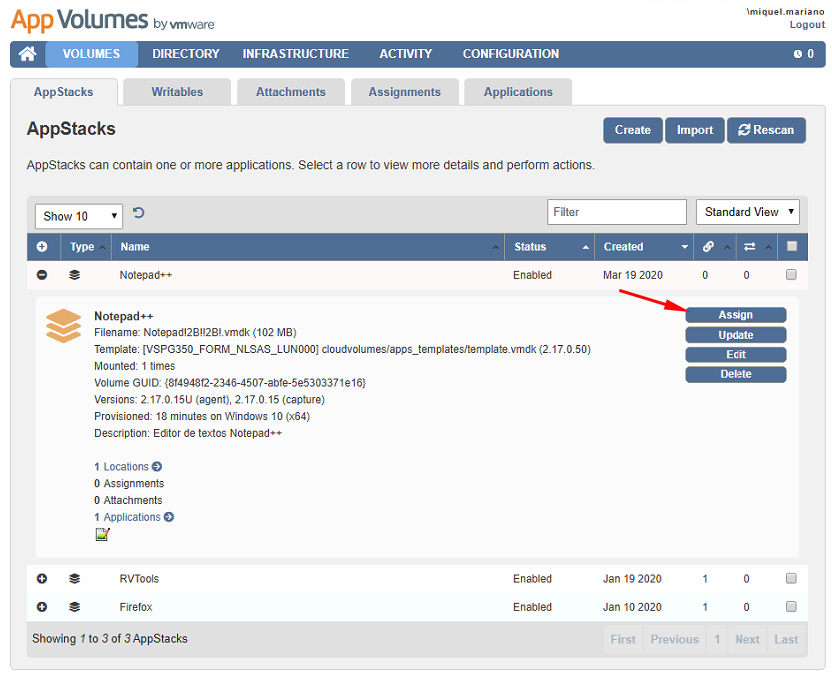 App Volumes by vmware
\miquel.mariano
Logout
VOLUMES DIRECTORY INFRASTRUCTURE ACTIVITY CONFIGURATION 0
AppStacks Writables Attachments Assignments Applications
AppStacks
Create Import Rescan
AppStacks can contain one or more applications. Select a row to view more details and perform actions.
Show 10 Filter Standard View
Type Name Status Created
Notepad++ Enabled Mar 19 2020 0 0
Notepad++
Filename: Notepad!2B!!2B!.vmdk (102 MB)
Template: [VSPG350_FORM_NLSAS_LUN000] cloudvolumes/apps_templates/template.vmdk (2.17.0.50)
Mounted: 1 times
Volume GUID: {8f4948f2-2346-4507-abfe-5e5303371e16}
Versions: 2.17.0.15U (agent), 2.17.0.15 (capture)
Provisioned: 18 minutes on Windows 10 (x64)
Description: Editor de textos Notepad++
1 Locations
0 Assignments
0 Attachments
1 Applications
Assign
Update
Edit
Delete
RVTools Enabled Jan 19 2020 1 0
Firefox Enabled Jan 10 2020 1 0
Showing 1 to 3 of 3 AppStacks First Previous 1 Next Last